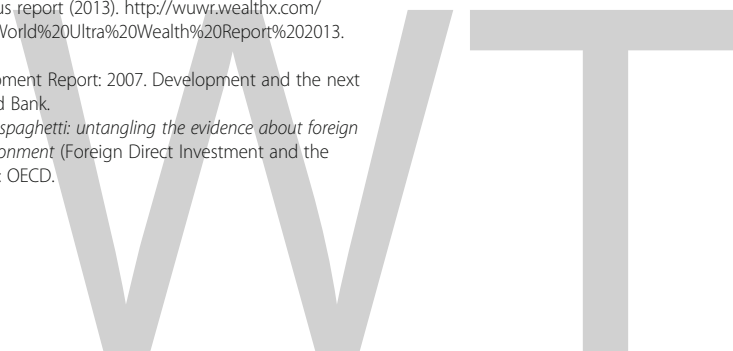 us report (2013). http://wuwr.wealthx.com/
World%20Ultra%20Wealth%20Report%202013.
pment Report: 2007. Development and the next
d Bank.
spaghetti: untangling the evidence about foreign
onment (Foreign Direct Investment and the
: OECD.
WT